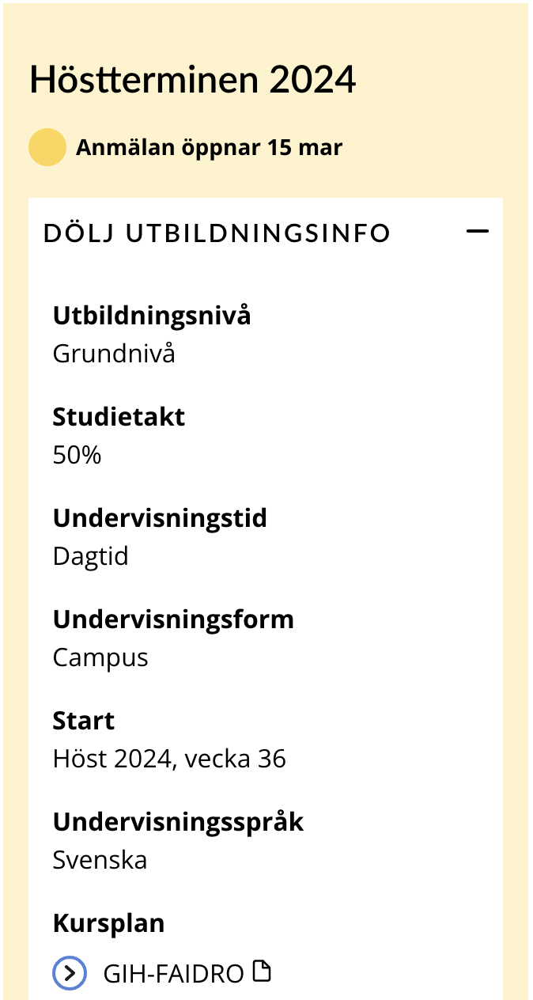 Höstterminen 2024
Anmälan öppnar 15 mar
DÖLJ UTBILDNINGSINFO
Utbildningsnivå
Grundnivå
Studietakt
50%
Undervisningstid
Dagtid
Undervisningsform
Campus
Start
Höst 2024, vecka 36
Undervisningsspråk
Svenska
Kursplan
GIH-FAIDRO